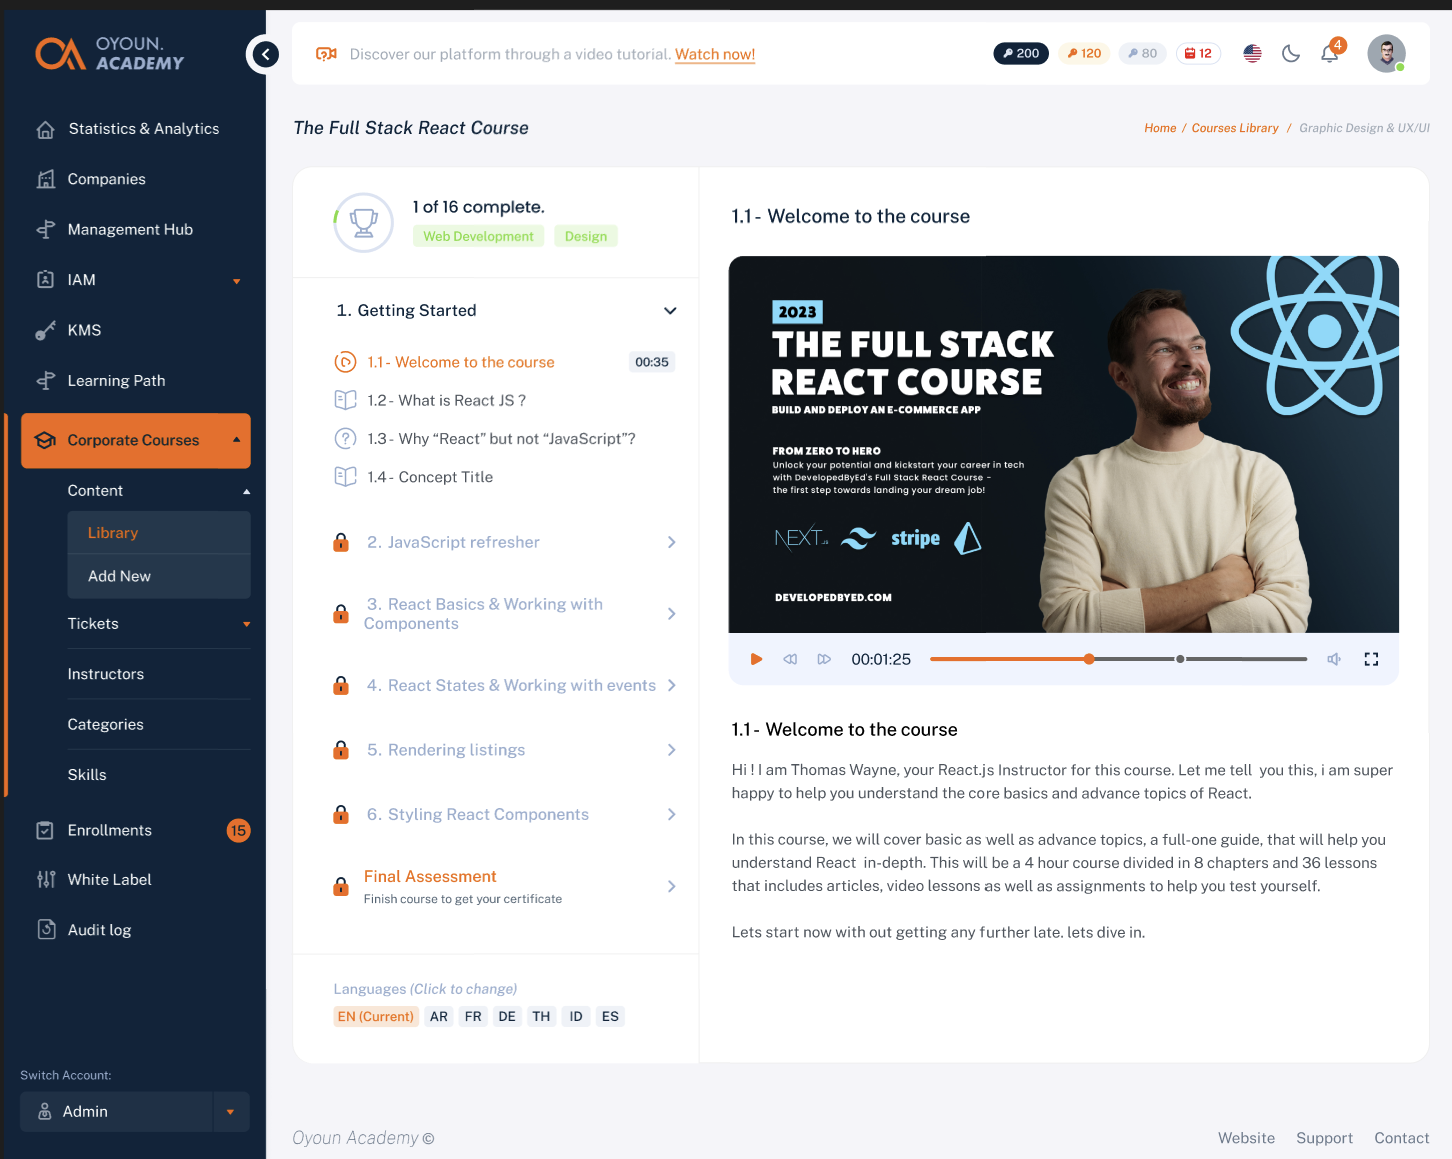 OYOUN.
ACADEMY
Discover our platform through a video tutorial. Watch now!
200
120
80
12
4
Statistics & Analytics
Companies
Management Hub
IAM
KMS
Learning Path
Corporate Courses
Content
Library
Add New
Tickets
Instructors
Categories
Skills
Enrollments
15
White Label
Audit log
Switch Account:
Admin
The Full Stack React Course
Home / Courses Library / Graphic Design & UX/UI
1 of 16 complete.
Web Development
Design
1. Getting Started
1.1- Welcome to the course
00:35
1.2- What is React JS ?
1.3- Why “React” but not “JavaScript”?
1.4- Concept Title
2. JavaScript refresher
3. React Basics & Working with
Components
4. React States & Working with events
5. Rendering listings
6. Styling React Components
Final Assessment
Finish course to get your certificate
Languages (Click to change)
EN (Current)
AR
FR
DE
TH
ID
ES
1.1- Welcome to the course
2023
THE FULL STACK
REACT COURSE
BUILD AND DEPLOY AN E-COMMERCE APP
FROM ZERO TO HERO
Unlock your potential and kickstart your career in tech
with DevelopedByEd's Full Stack React Course -
the first step towards landing your dream job!
NEXT.JS
stripe
DEVELOPEDBYED.COM
00:01:25
1.1- Welcome to the course
Hi ! I am Thomas Wayne, your React.js Instructor for this course. Let me tell you this, i am super
happy to help you understand the core basics and advance topics of React.
In this course, we will cover basic as well as advance topics, a full-one guide, that will help you
understand React in-depth. This will be a 4 hour course divided in 8 chapters and 36 lessons
that includes articles, video lessons as well as assignments to help you test yourself.
Lets start now with out getting any further late. lets dive in.
Oyoun Academy ©
Website
Support
Contact